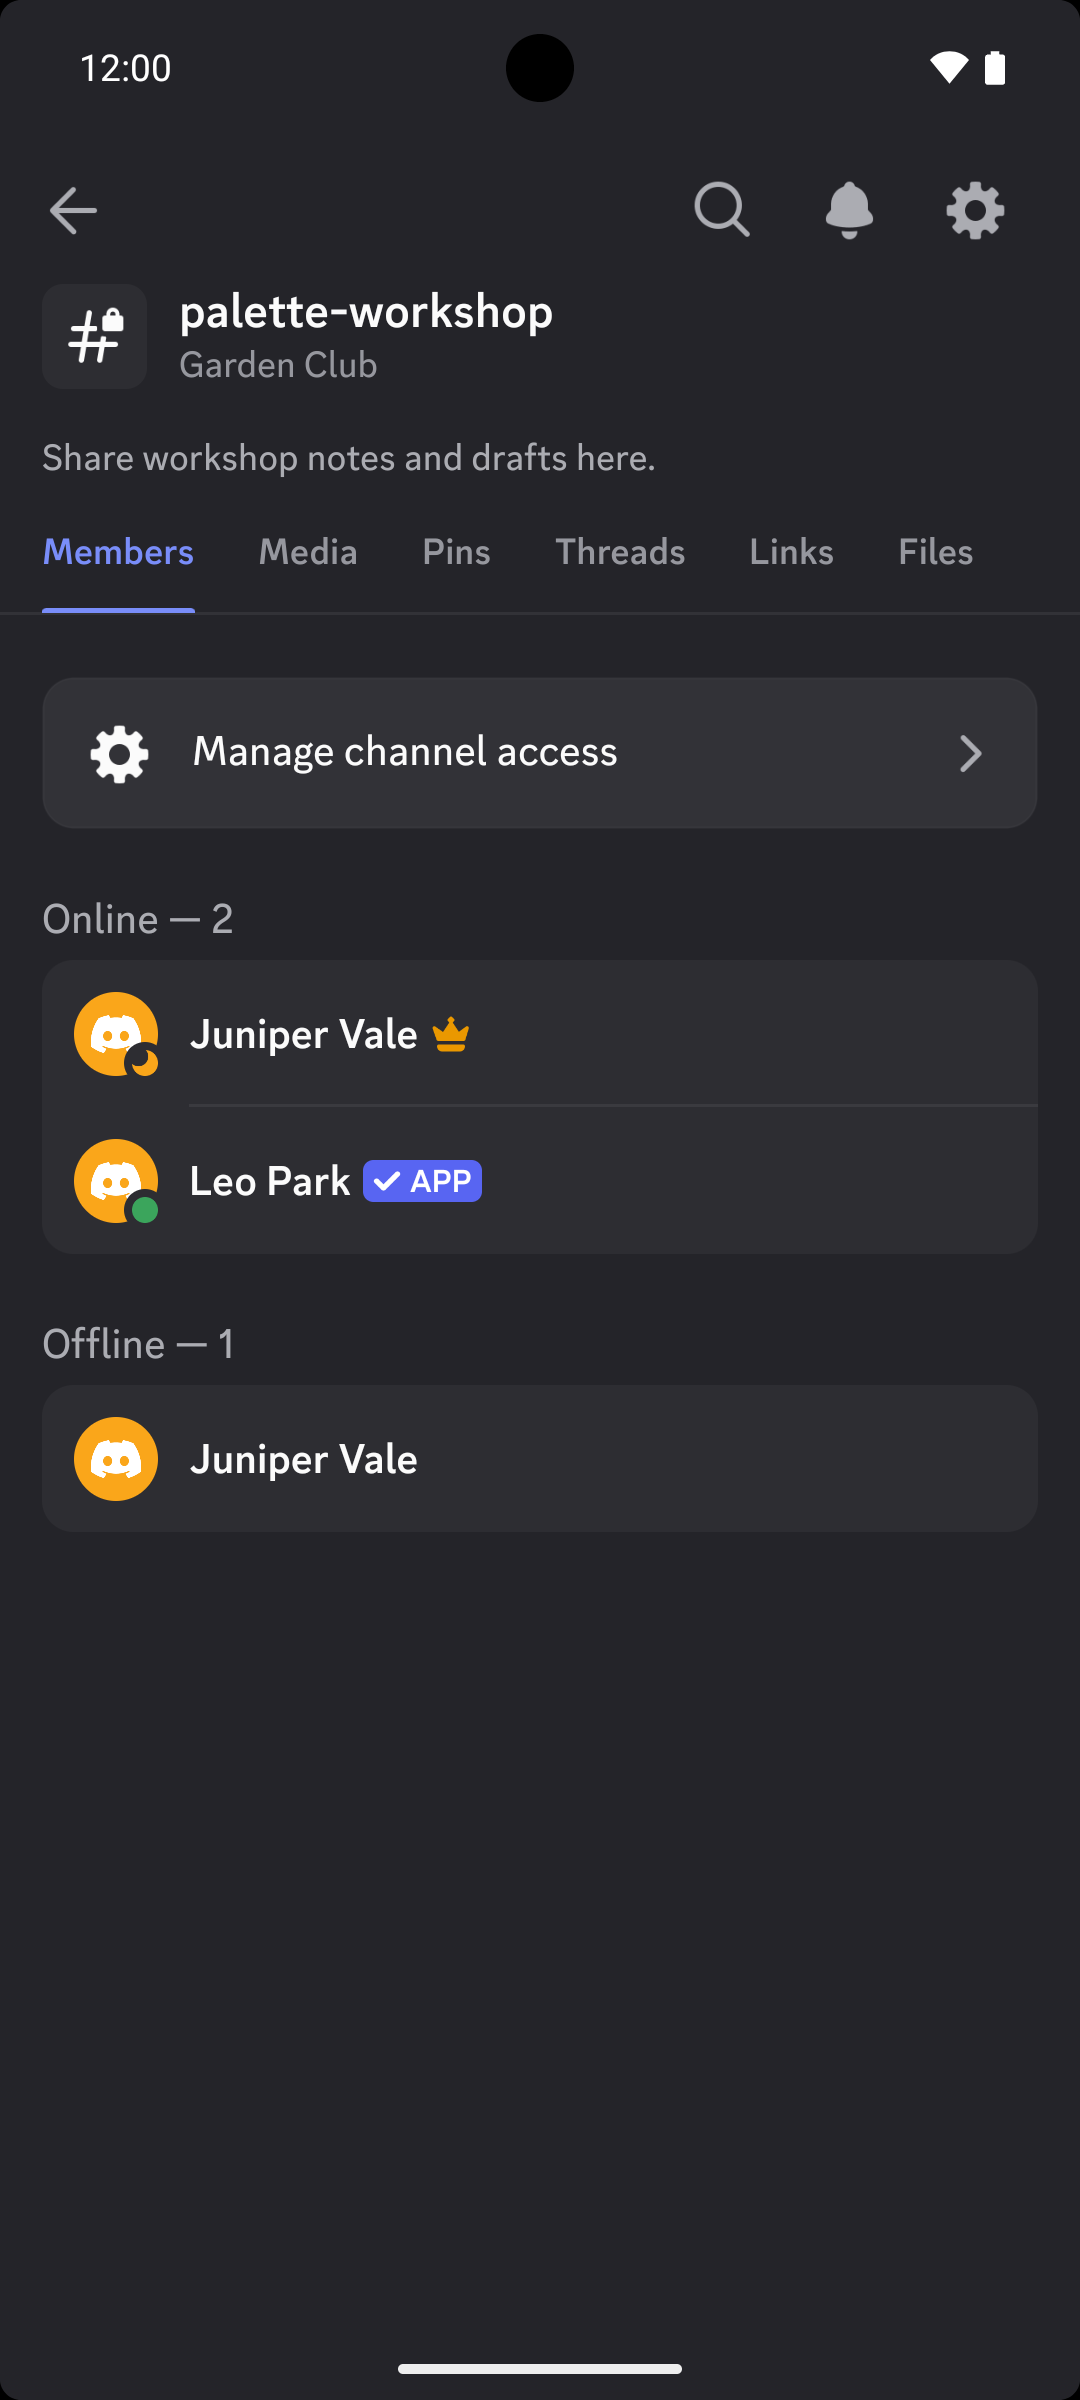 12:00
palette-workshop
Garden Club
Share workshop notes and drafts here.
Members Media Pins Threads Links Files
Manage channel access
Online — 2
Juniper Vale
Leo Park APP
Offline — 1
Juniper Vale